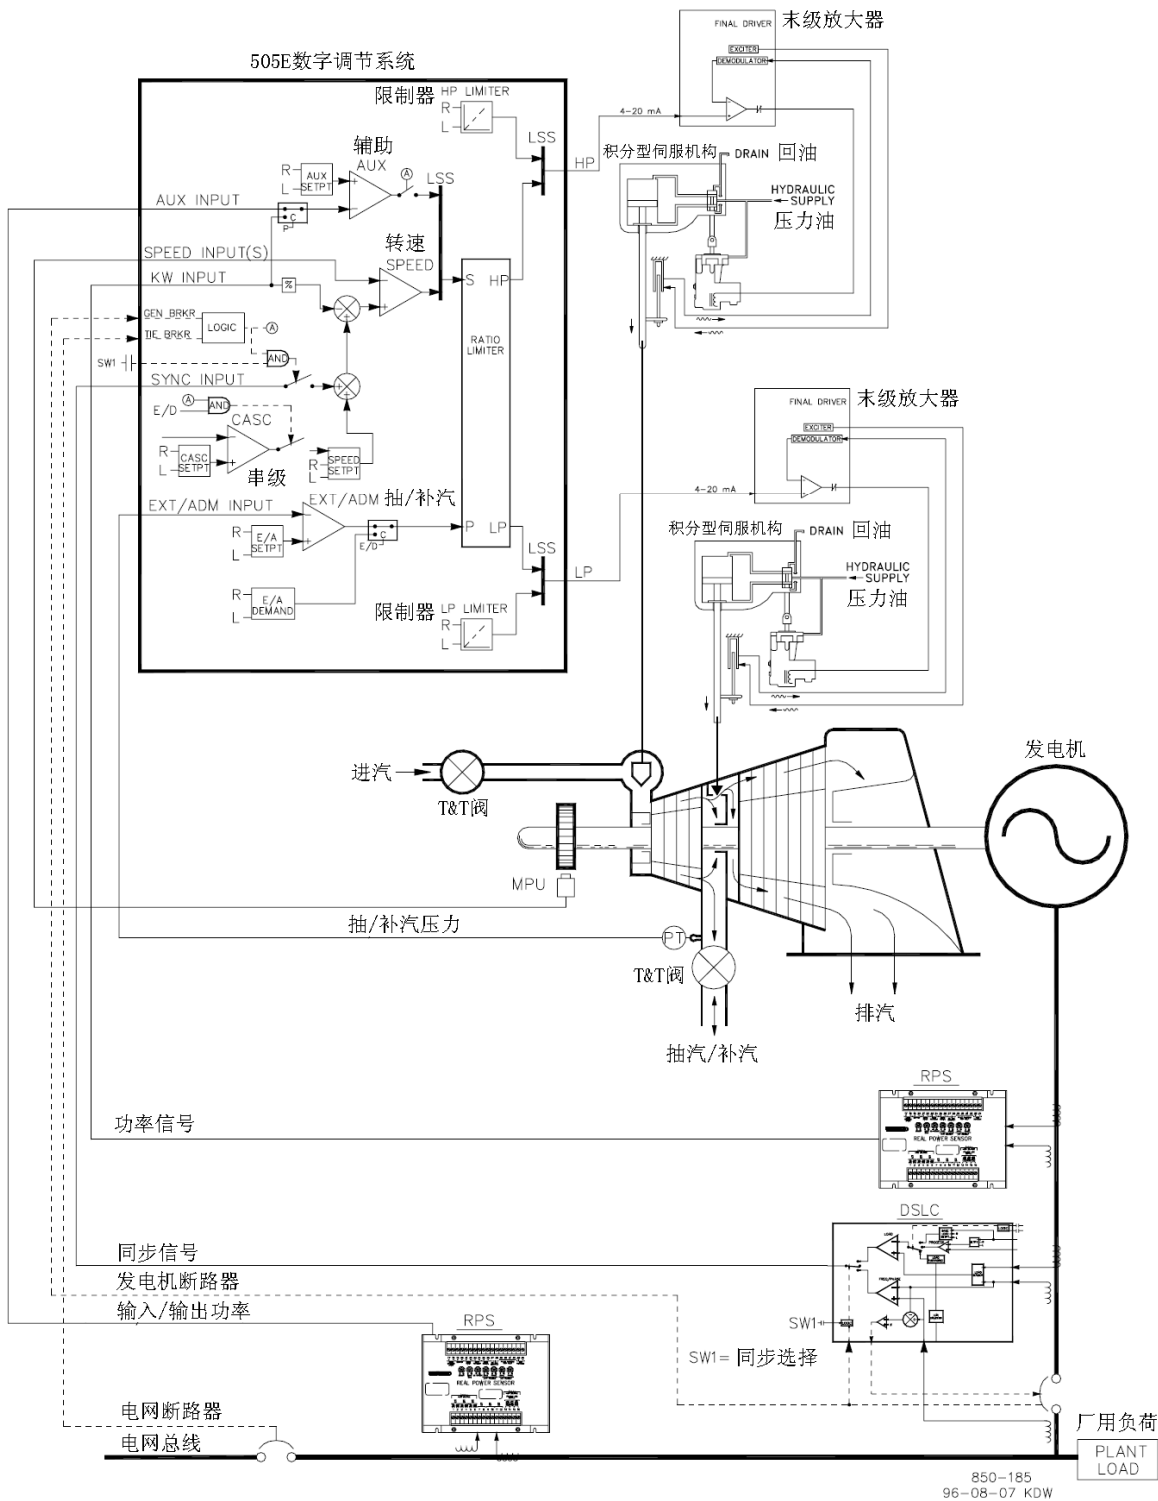 FINAL DRIVER 末级放大器
EXCITER
DEMODULATOR
505E数字调节系统
限制器 HP LIMITER
R
L
4-20 mA
LSS
HP
积分型伺服机构
DRAIN 回油
HYDRAULIC
SUPPLY
压力油
辅助
AUX
A
R
L
AUX
SETPT
LSS
AUX INPUT
C
P
转速
SPEED
SPEED INPUT(S)
KW INPUT
%
S HP
GEN BRKR
TIE BRKR
LOGIC
A
RATIO
LIMITER
SW1
AND
SYNC INPUT
A
E/D
AND
CASC
R
L
CASC
SETPT
串级
R
L
SPEED
SETPT
FINAL DRIVER 末级放大器
EXCITER
DEMODULATOR
4-20 mA
EXT/ADM INPUT
EXT/ADM 抽/补汽
R
L
E/A
SETPT
C
E/D
P LP
LSS
LP
积分型伺服机构
DRAIN 回油
HYDRAULIC
SUPPLY
压力油
R
L
E/A
DEMAND
限制器 LP LIMITER
R
L
发电机
进汽
T&T阀
MPU
抽/补汽压力
PT
T&T阀
排汽
抽汽/补汽
RPS
REAL POWER SENSOR
功率信号
DSLC
同步信号
发电机断路器
输入/输出功率
RPS
REAL POWER SENSOR
SW1
SW1= 同步选择
电网断路器
电网总线
厂用负荷
PLANT
LOAD
850-185
96-08-07 KDW